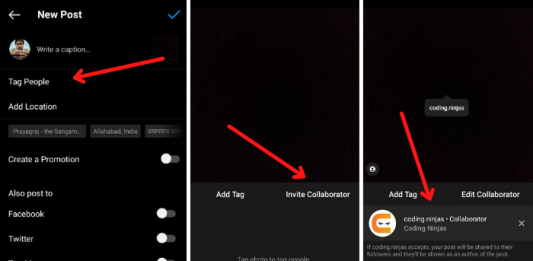 New Post
Write a caption...
Tag People
Add Location
Prayagraj - the Sangam...
Allahabad, India
Create a Promotion
Also post to
Facebook
Twitter
Add Tag
Invite Collaborator
Tap photo to tag people.
coding.ninjas
Add Tag
Edit Collaborator
coding.ninjas • Collaborator
Coding Ninjas
If coding.ninjas accepts, your post will be shared to their
followers and they'll be shown as an author of the post.